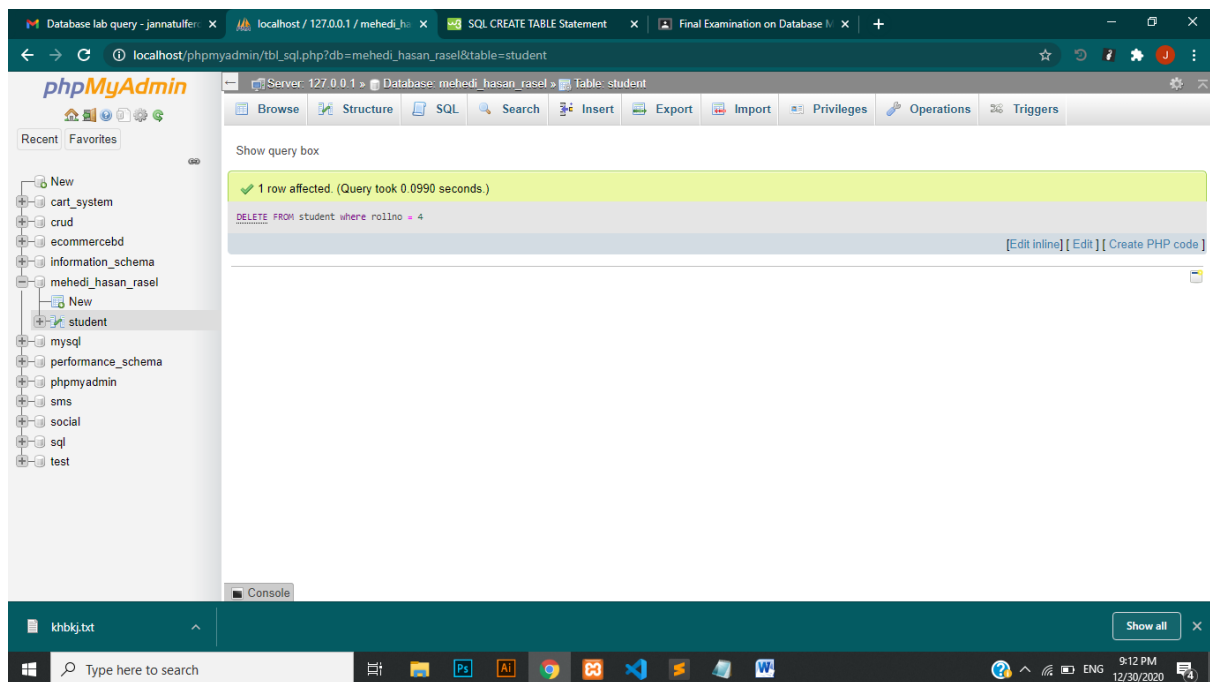 Database lab query - jannatulferd
localhost / 127.0.0.1 / mehedi_ha
SQL CREATE TABLE Statement
Final Examination on Database M
localhost/phpmyadmin/tbl_sql.php?db=mehedi_hasan_rasel&table=student
J
phpMyAdmin
Recent Favorites
New
cart_system
crud
ecommercebd
information_schema
mehedi_hasan_rasel
New
student
mysql
performance_schema
phpmyadmin
sms
social
sql
test
Server: 127.0.0.1 » Database: mehedi_hasan_rasel » Table: student
Browse Structure SQL Search Insert Export Import Privileges Operations Triggers
Show query box
1 row affected. (Query took 0.0990 seconds.)
DELETE FROM student where rollno = 4
[Edit inline] [ Edit ] [ Create PHP code ]
Console
khbkj.txt
Show all
Type here to search
Ps
Ai
W
ENG
9:12 PM
12/30/2020
4